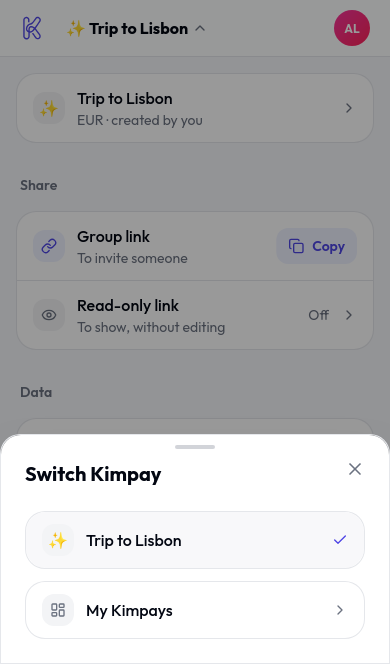 ✨ Trip to Lisbon
AL
Trip to Lisbon
EUR · created by you
Share
Group link
To invite someone
Copy
Read-only link
To show, without editing
Off
Data
Switch Kimpay
Trip to Lisbon
My Kimpays